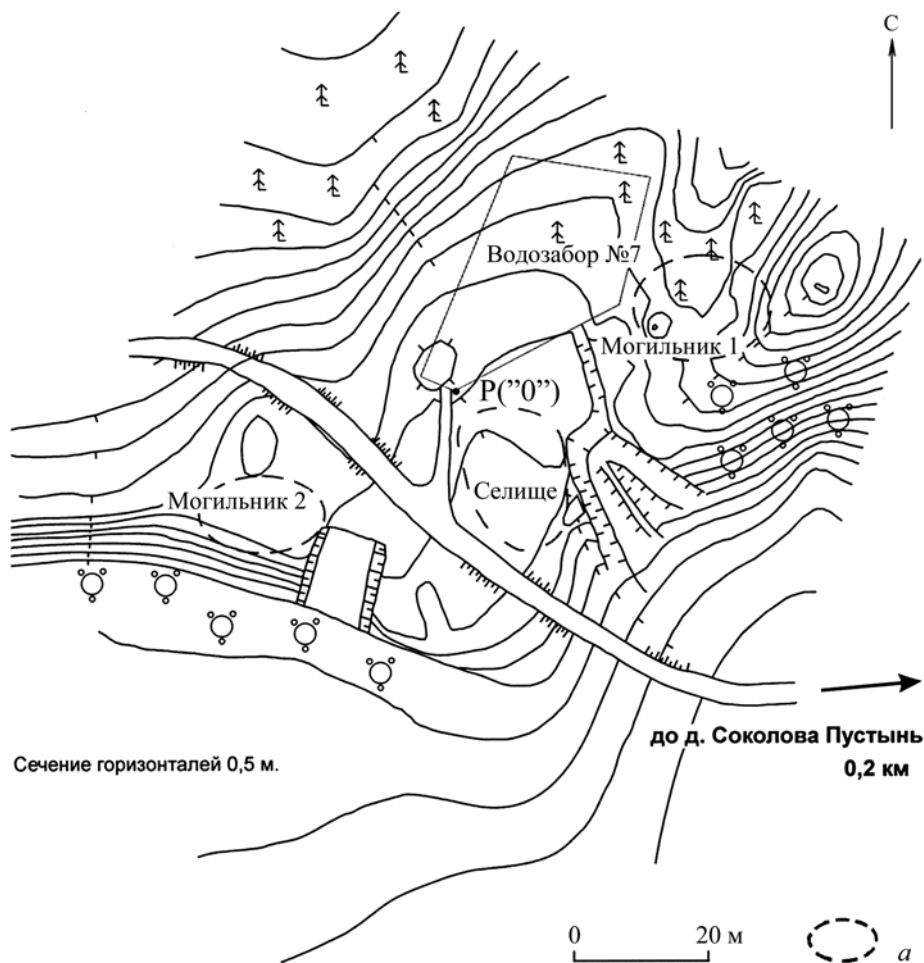 С
Водозабор №7
Могильник 1
Р("0")
Могильник 2
Селище
до д. Соколова Пустынь
0,2 км
Сечение горизонталей 0,5 м.
0
20 м
а